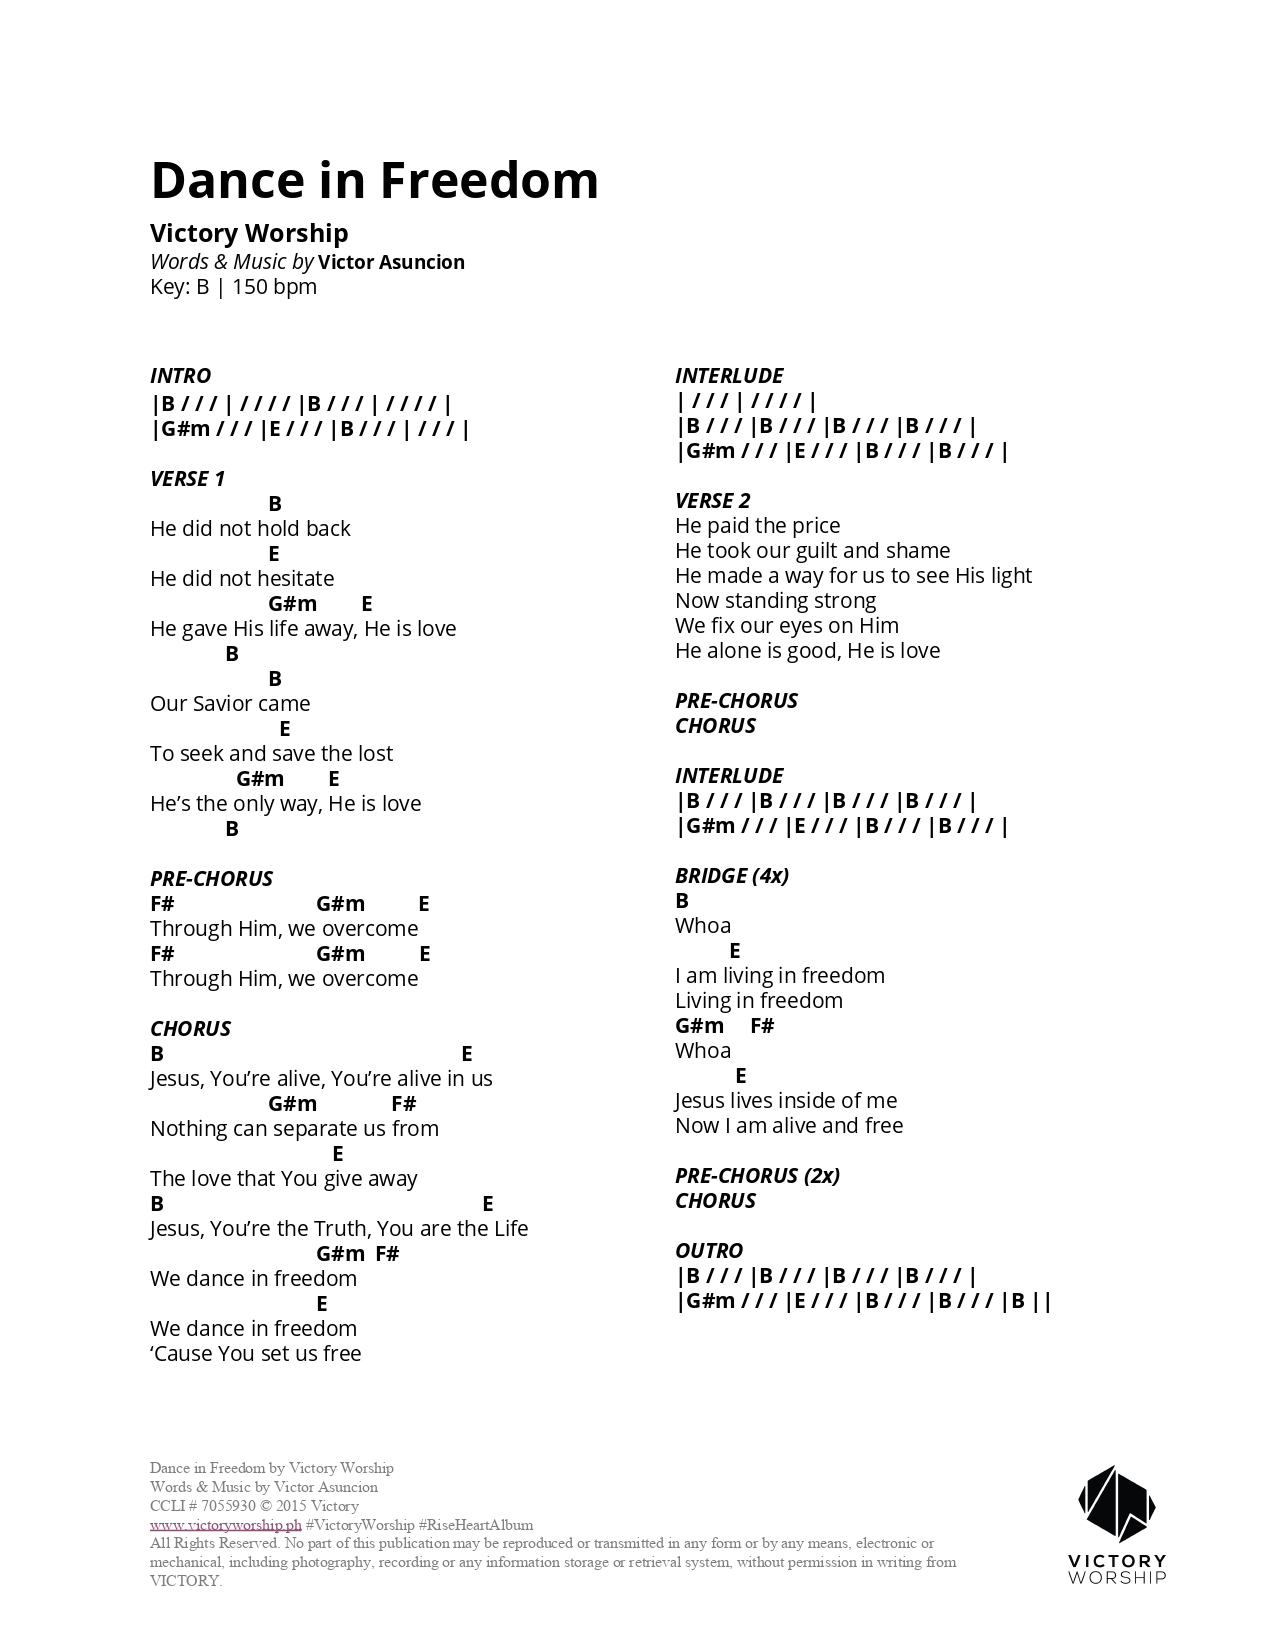 Dance in Freedom
Victory Worship
Words & Music by Victor Asuncion
Key: B | 150 bpm
INTRO
|B / / / | / / / / |B / / / | / / / / |
|G#m / / / |E / / / |B / / / | / / / |
VERSE 1
B
He did not hold back
E
He did not hesitate
G#m E
He gave His life away, He is love
B
B
Our Savior came
E
To seek and save the lost
G#m E
He’s the only way, He is love
B
PRE-CHORUS
F# G#m E
Through Him, we overcome
F# G#m E
Through Him, we overcome
CHORUS
B E
Jesus, You’re alive, You’re alive in us
G#m F#
Nothing can separate us from
E
The love that You give away
B E
Jesus, You’re the Truth, You are the Life
G#m F#
We dance in freedom
E
We dance in freedom
‘Cause You set us free
INTERLUDE
| / / / | / / / / |
|B / / / |B / / / |B / / / |B / / / |
|G#m / / / |E / / / |B / / / |B / / / |
VERSE 2
He paid the price
He took our guilt and shame
He made a way for us to see His light
Now standing strong
We fix our eyes on Him
He alone is good, He is love
PRE-CHORUS
CHORUS
INTERLUDE
|B / / / |B / / / |B / / / |B / / / |
|G#m / / / |E / / / |B / / / |B / / / |
BRIDGE (4x)
B
Whoa
E
I am living in freedom
Living in freedom
G#m F#
Whoa
E
Jesus lives inside of me
Now I am alive and free
PRE-CHORUS (2x)
CHORUS
OUTRO
|B / / / |B / / / |B / / / |B / / / |
|G#m / / / |E / / / |B / / / |B / / / |B ||
Dance in Freedom by Victory Worship
Words & Music by Victor Asuncion
CCLI # 7055930 © 2015 Victory
www.victoryworship.ph #VictoryWorship #RiseHeartAlbum
All Rights Reserved. No part of this publication may be reproduced or transmitted in any form or by any means, electronic or
mechanical, including photography, recording or any information storage or retrieval system, without permission in writing from
VICTORY.
VICTORY
WORSHIP